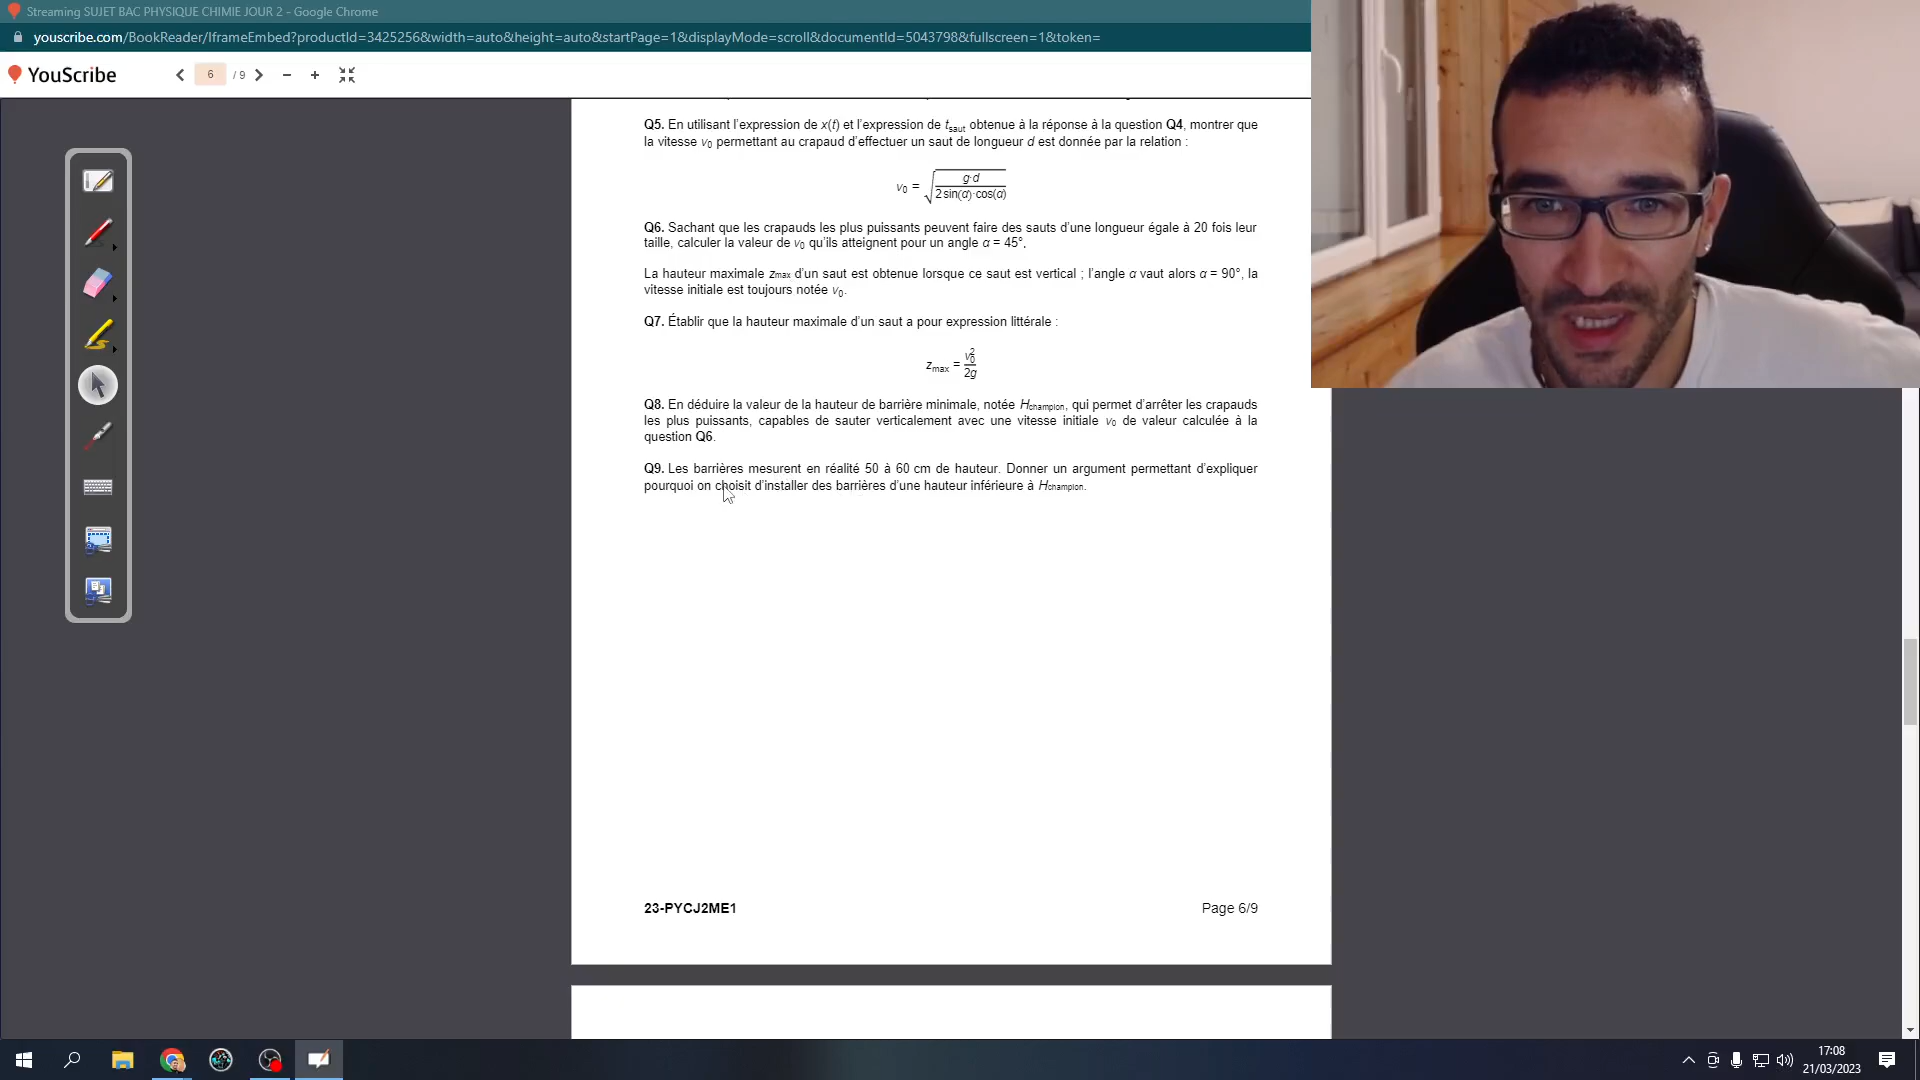 Streaming SUJET BAC PHYSIQUE CHIMIE JOUR 2 - Google Chrome
youscribe.com/BookReader/IframeEmbed?productId=3425256&width=auto&height=auto&startPage=1&displayMode=scroll&documentId=5043798&fullscreen=1&token=
YouScribe 6 / 9
Q5. En utilisant l'expression de x(t) et l'expression de t_saut obtenue à la réponse à la question Q4, montrer que
la vitesse v₀ permettant au crapaud d'effectuer un saut de longueur d est donnée par la relation :
v₀ = √(g·d / 2 sin(α)·cos(α))
Q6. Sachant que les crapauds les plus puissants peuvent faire des sauts d'une longueur égale à 20 fois leur
taille, calculer la valeur de v₀ qu'ils atteignent pour un angle α = 45°.
La hauteur maximale zmax d'un saut est obtenue lorsque ce saut est vertical ; l'angle α vaut alors α = 90°, la
vitesse initiale est toujours notée v₀.
Q7. Établir que la hauteur maximale d'un saut a pour expression littérale :
z_max = v₀² / 2g
Q8. En déduire la valeur de la hauteur de barrière minimale, notée Hchampion, qui permet d'arrêter les crapauds
les plus puissants, capables de sauter verticalement avec une vitesse initiale v₀ de valeur calculée à la
question Q6.
Q9. Les barrières mesurent en réalité 50 à 60 cm de hauteur. Donner un argument permettant d'expliquer
pourquoi on choisit d'installer des barrières d'une hauteur inférieure à Hchampion.
23-PYCJ2ME1 Page 6/9
17:08
21/03/2023